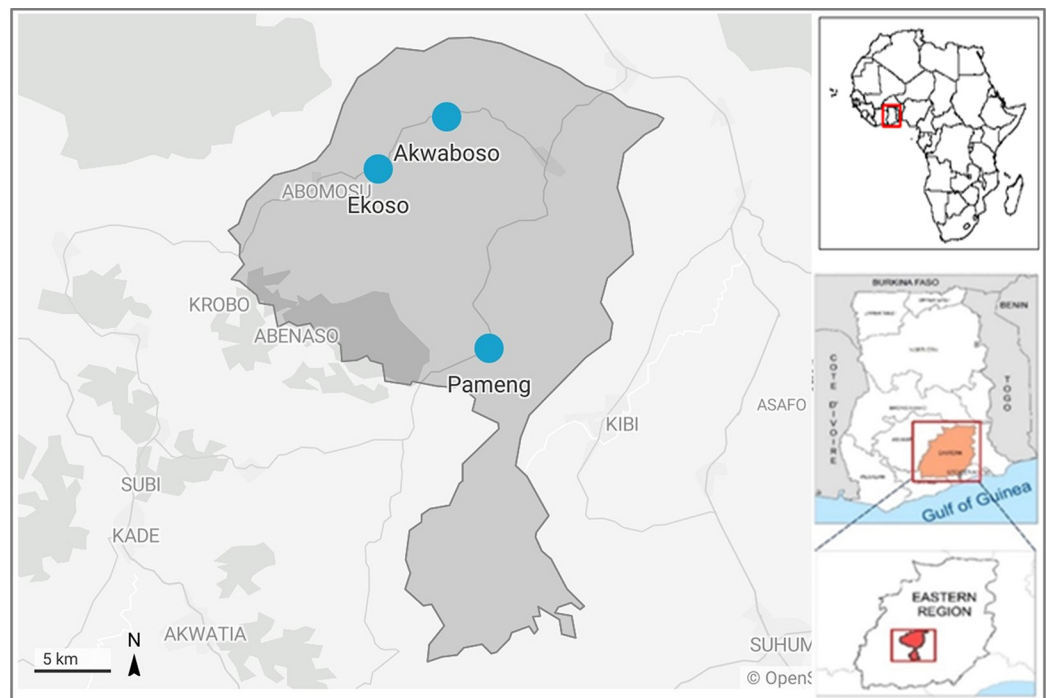 Akwaboso
ABOMOSU
Ekoso
KROBO
ABENASO
Pameng
ASAFO
KIBI
SUBI
KADE
AKWATIA
N
5 km
SUHUM
© OpenS
BURKINA FASO
BENIN
COTE D'IVOIRE
TOGO
EASTERN
Gulf of Guinea
EASTERN
REGION